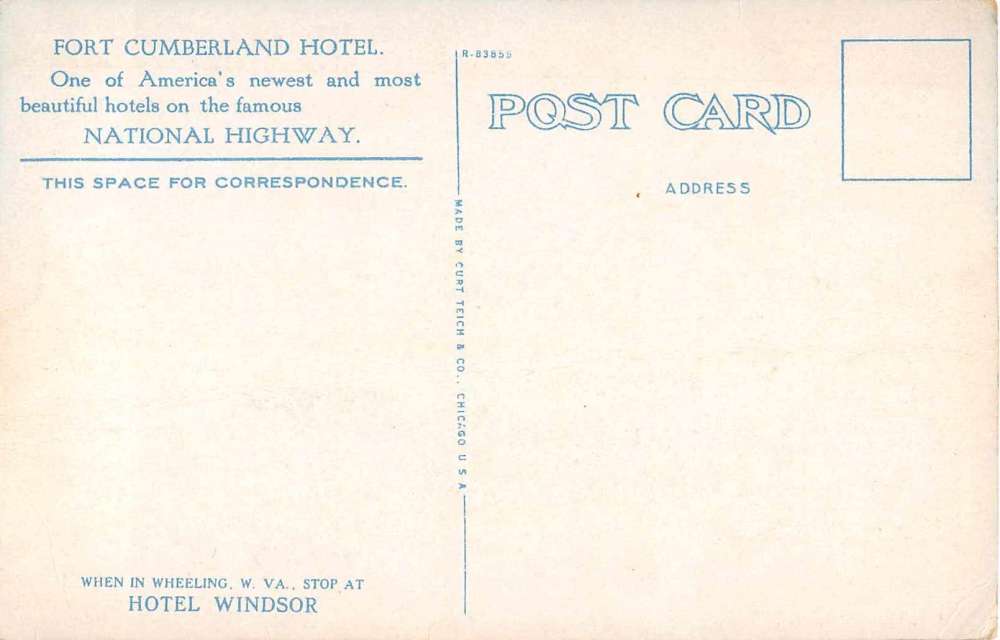 FORT CUMBERLAND HOTEL.
One of America's newest and most
beautiful hotels on the famous
NATIONAL HIGHWAY.
THIS SPACE FOR CORRESPONDENCE.
WHEN IN WHEELING, W. VA., STOP AT
HOTEL WINDSOR
MADE BY CURT TEICH & CO., CHICAGO U S A
R-83859
POST CARD
ADDRESS